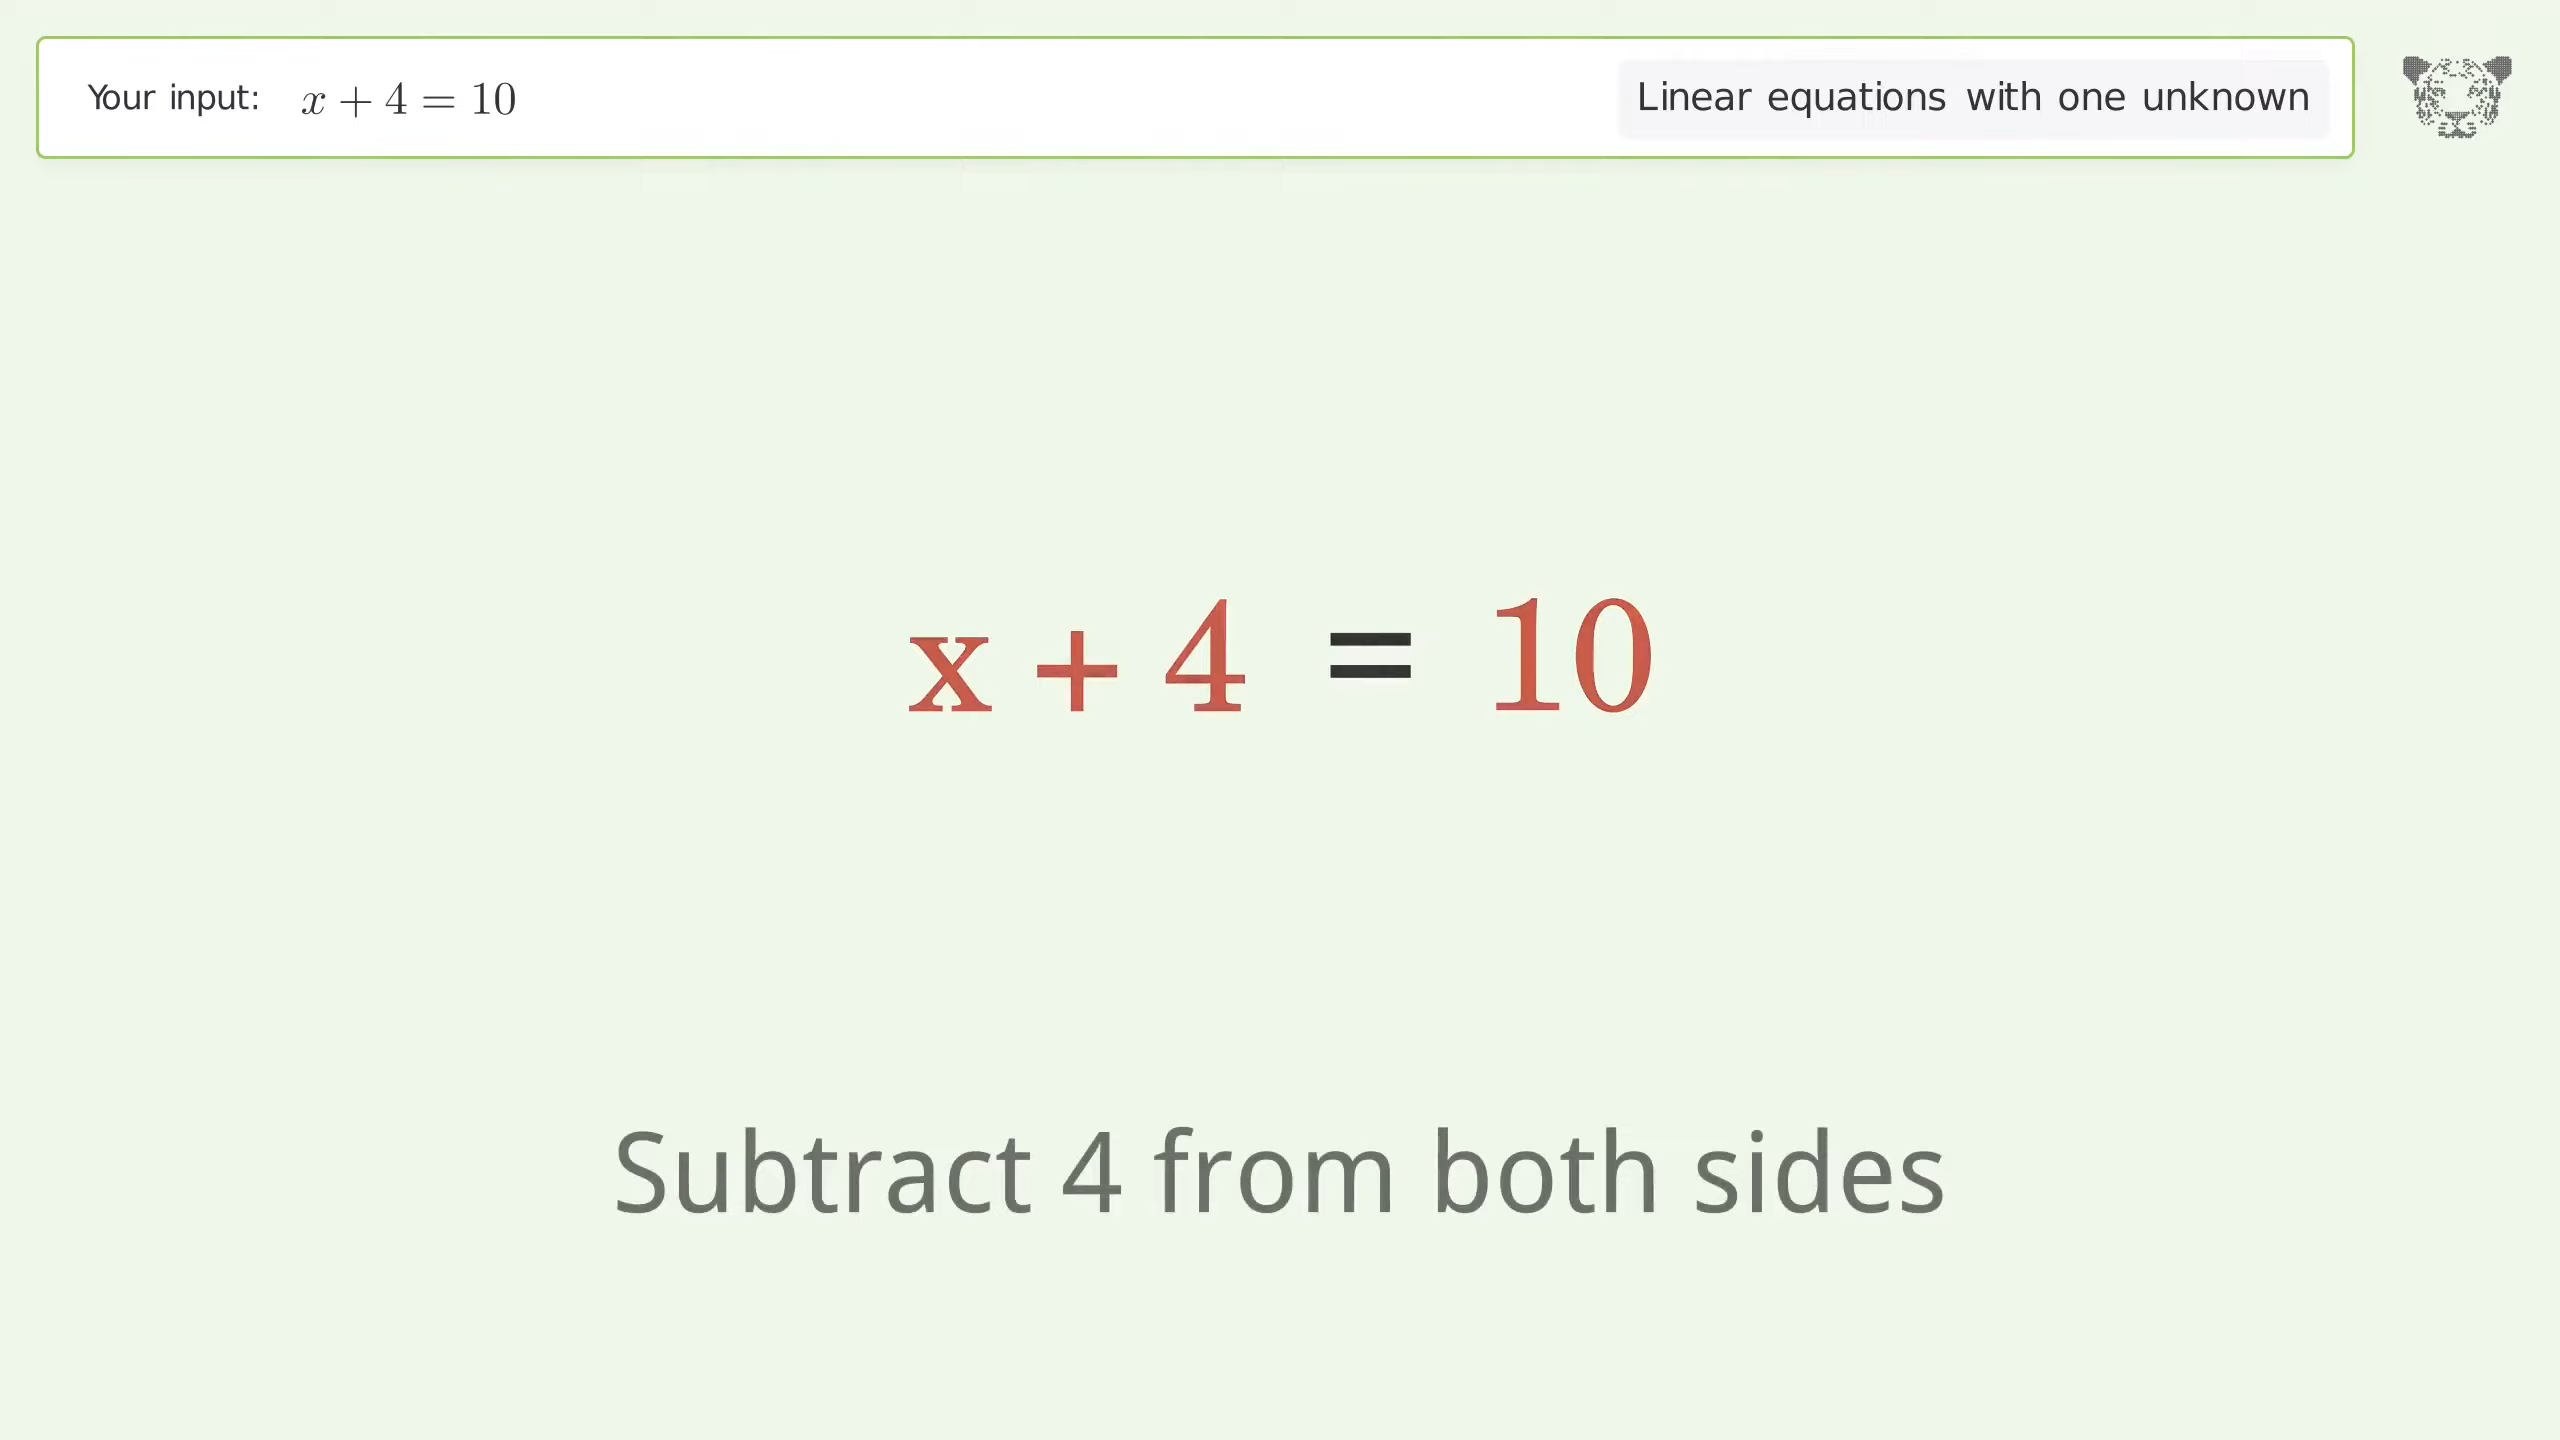 Your input: x + 4 = 10
Linear equations with one unknown
x + 4 = 10
Subtract 4 from both sides